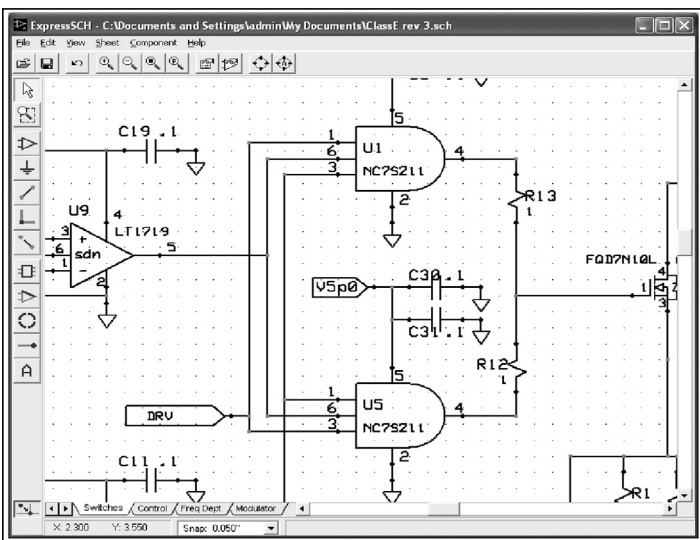 ExpressSCH - C:\Documents and Settings\admin\My Documents\ClassE rev 3.sch
File Edit View Sheet Component Help
C19 .1
5
1
6
3
U1
NC7S211
4
2
R13
1
U9
4
LT1719
3
6
1
+
sdn
-
5
2
FQD7N10L
4
1
3
V5p0
C30 .1
C31 .1
R12
1
5
DRV
1
6
3
U5
NC7S211
4
2
C11 .1
R1
A
Switches Control Freq Dept Modulator
X: 2.300 Y: 3.550 Snap: 0.050"